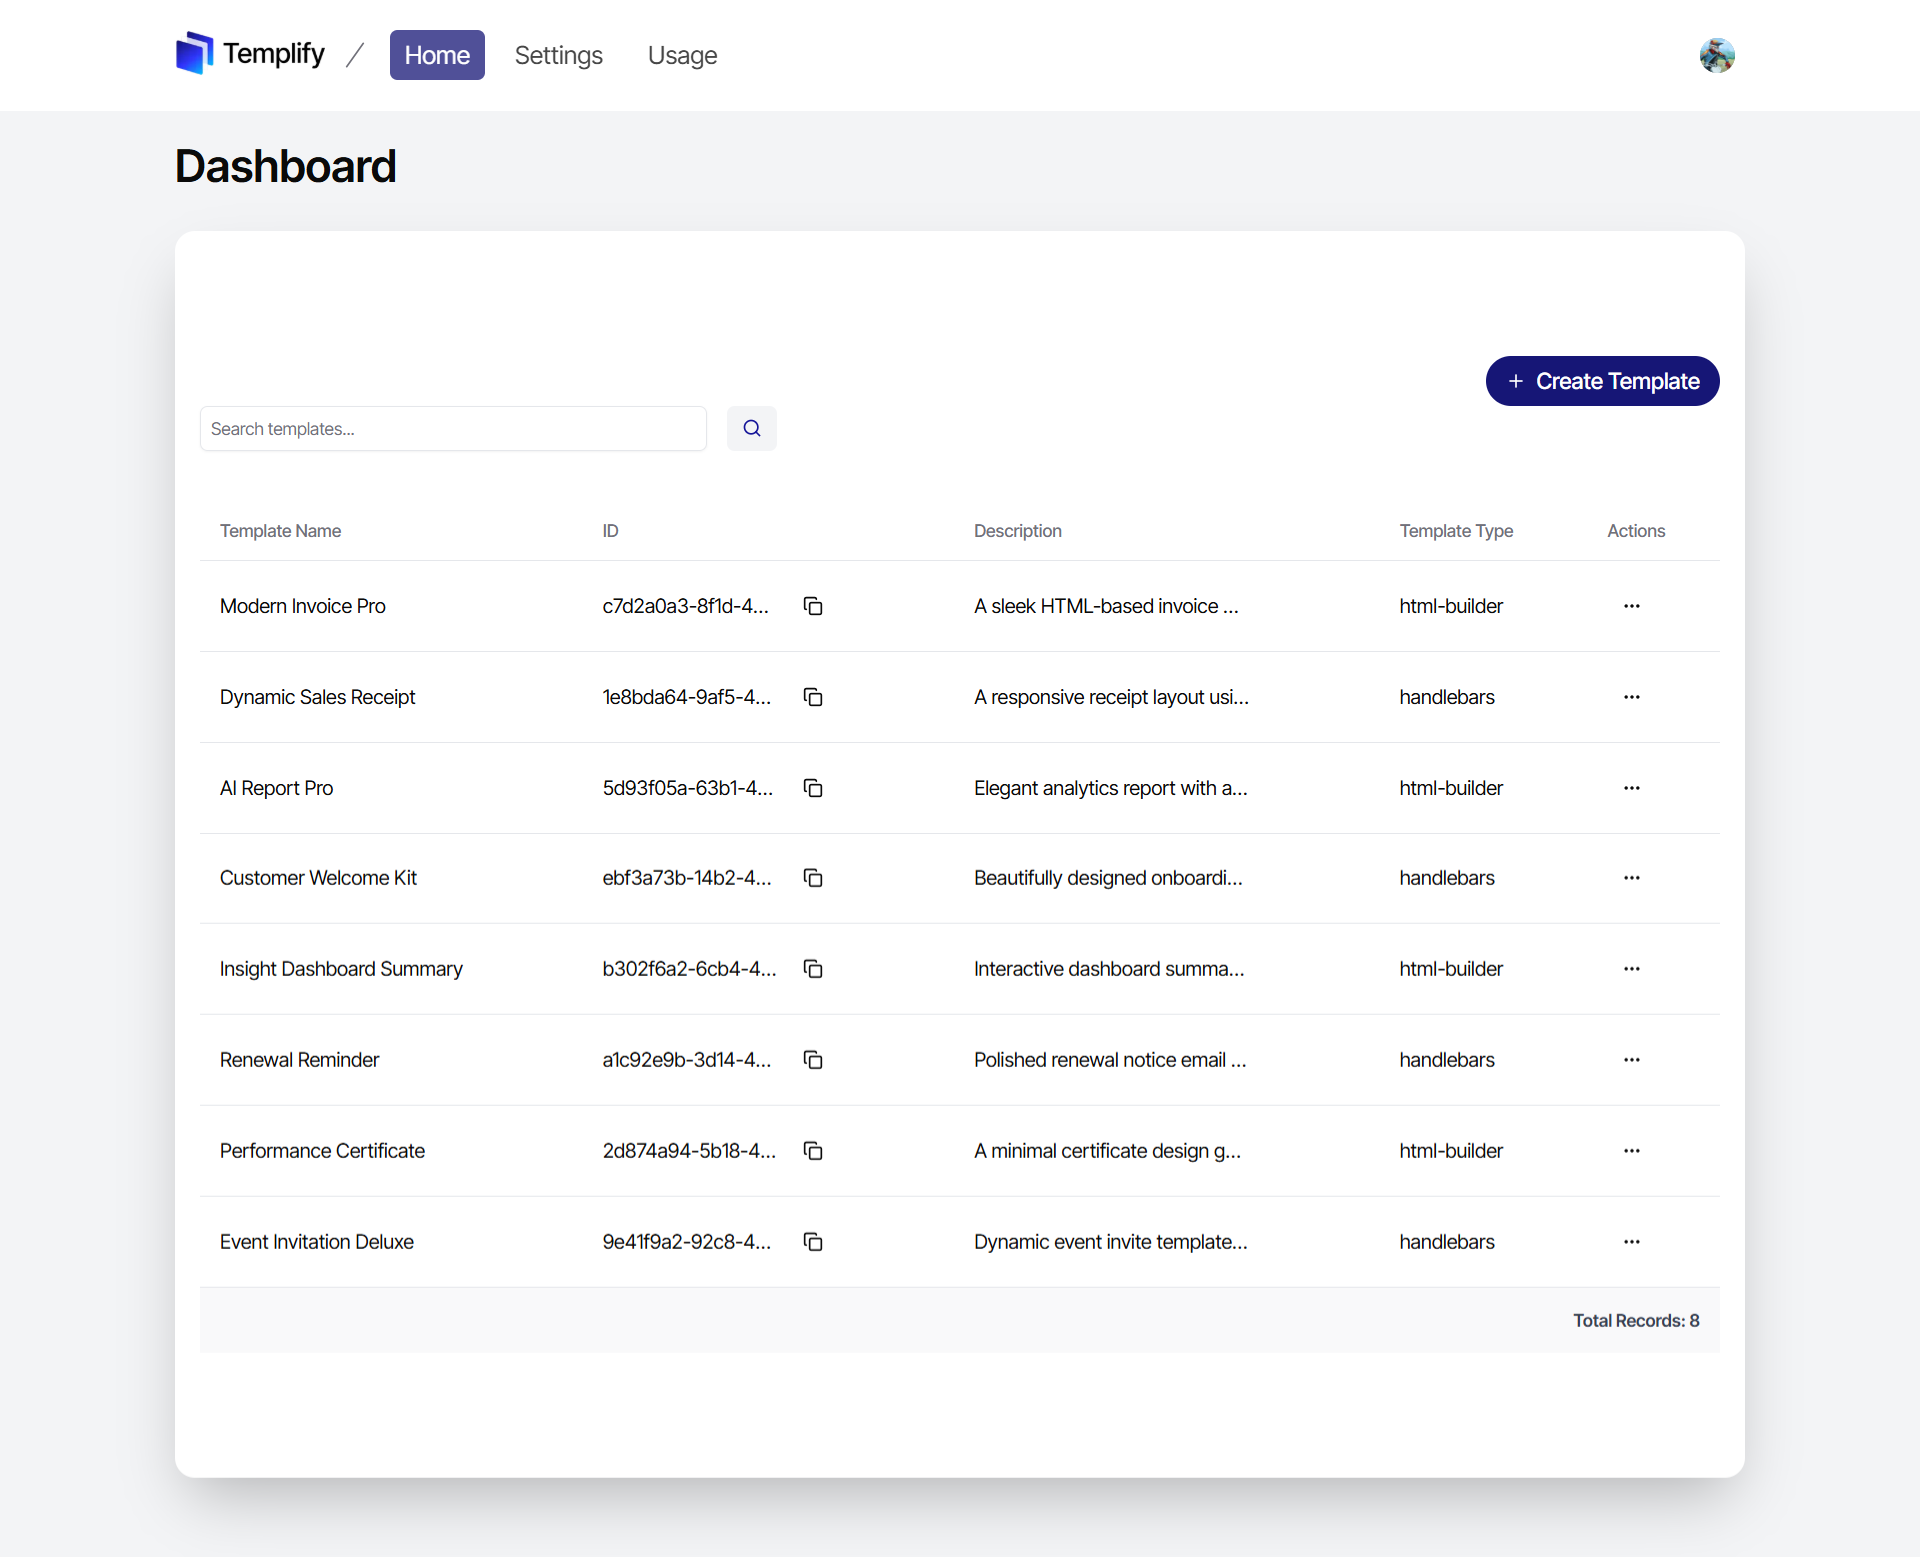 Templify / Home Settings Usage
Dashboard
+ Create Template
Search templates...
Template Name ID Description Template Type Actions
Modern Invoice Pro c7d2a0a3-8f1d-4... A sleek HTML-based invoice ... html-builder ...
Dynamic Sales Receipt 1e8bda64-9af5-4... A responsive receipt layout usi... handlebars ...
AI Report Pro 5d93f05a-63b1-4... Elegant analytics report with a... html-builder ...
Customer Welcome Kit ebf3a73b-14b2-4... Beautifully designed onboardi... handlebars ...
Insight Dashboard Summary b302f6a2-6cb4-4... Interactive dashboard summa... html-builder ...
Renewal Reminder a1c92e9b-3d14-4... Polished renewal notice email ... handlebars ...
Performance Certificate 2d874a94-5b18-4... A minimal certificate design g... html-builder ...
Event Invitation Deluxe 9e41f9a2-92c8-4... Dynamic event invite template... handlebars ...
Total Records: 8